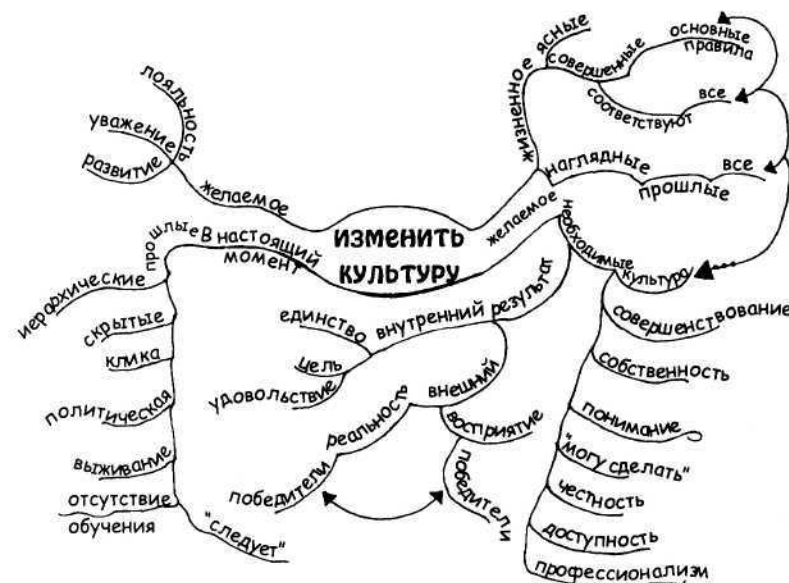 ИЗМЕНИТЬ
КУЛЬТУРУ
желаемое
лояльность
уважение
развитие
В настоящий
момент
прошлые
иерархические
скрытые
клика
политическая
выживание
отсутствие
обучения
"следует"
жизненное
ясные
совершенные
основные
правила
соответствуют
все
наглядные
прошлые
все
желаемое
необходимые
культура
совершенствование
собственность
понимание
"могу сделать"
честность
доступность
профессионализм
результат
внутренний
единство
цель
удовольствие
внешний
реальность
победители
восприятие
победители